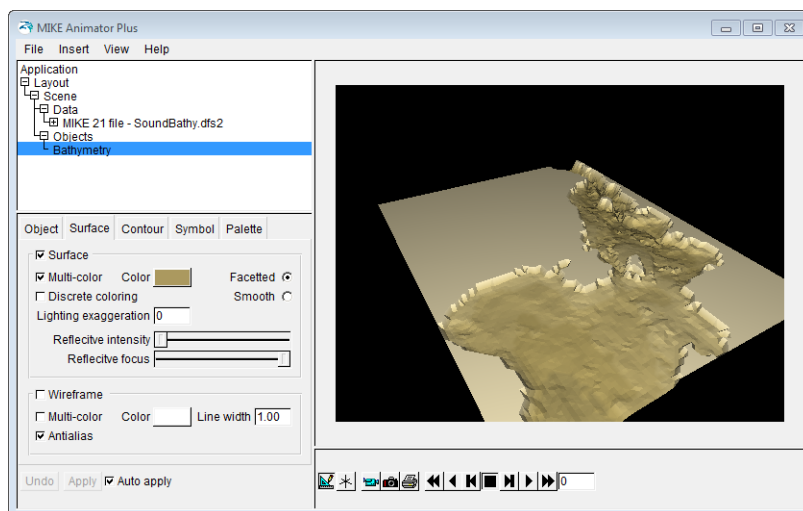 MIKE Animator Plus
File Insert View Help
Application
Layout
Scene
Data
MIKE 21 file - SoundBathy.dfs2
Objects
Bathymetry
Object Surface Contour Symbol Palette
Surface
Multi-color Color Facetted
Discrete coloring Smooth
Lighting exaggeration 0
Reflecitve intensity
Reflecitve focus
Wireframe
Multi-color Color Line width 1.00
Antialias
Undo Apply Auto apply
0